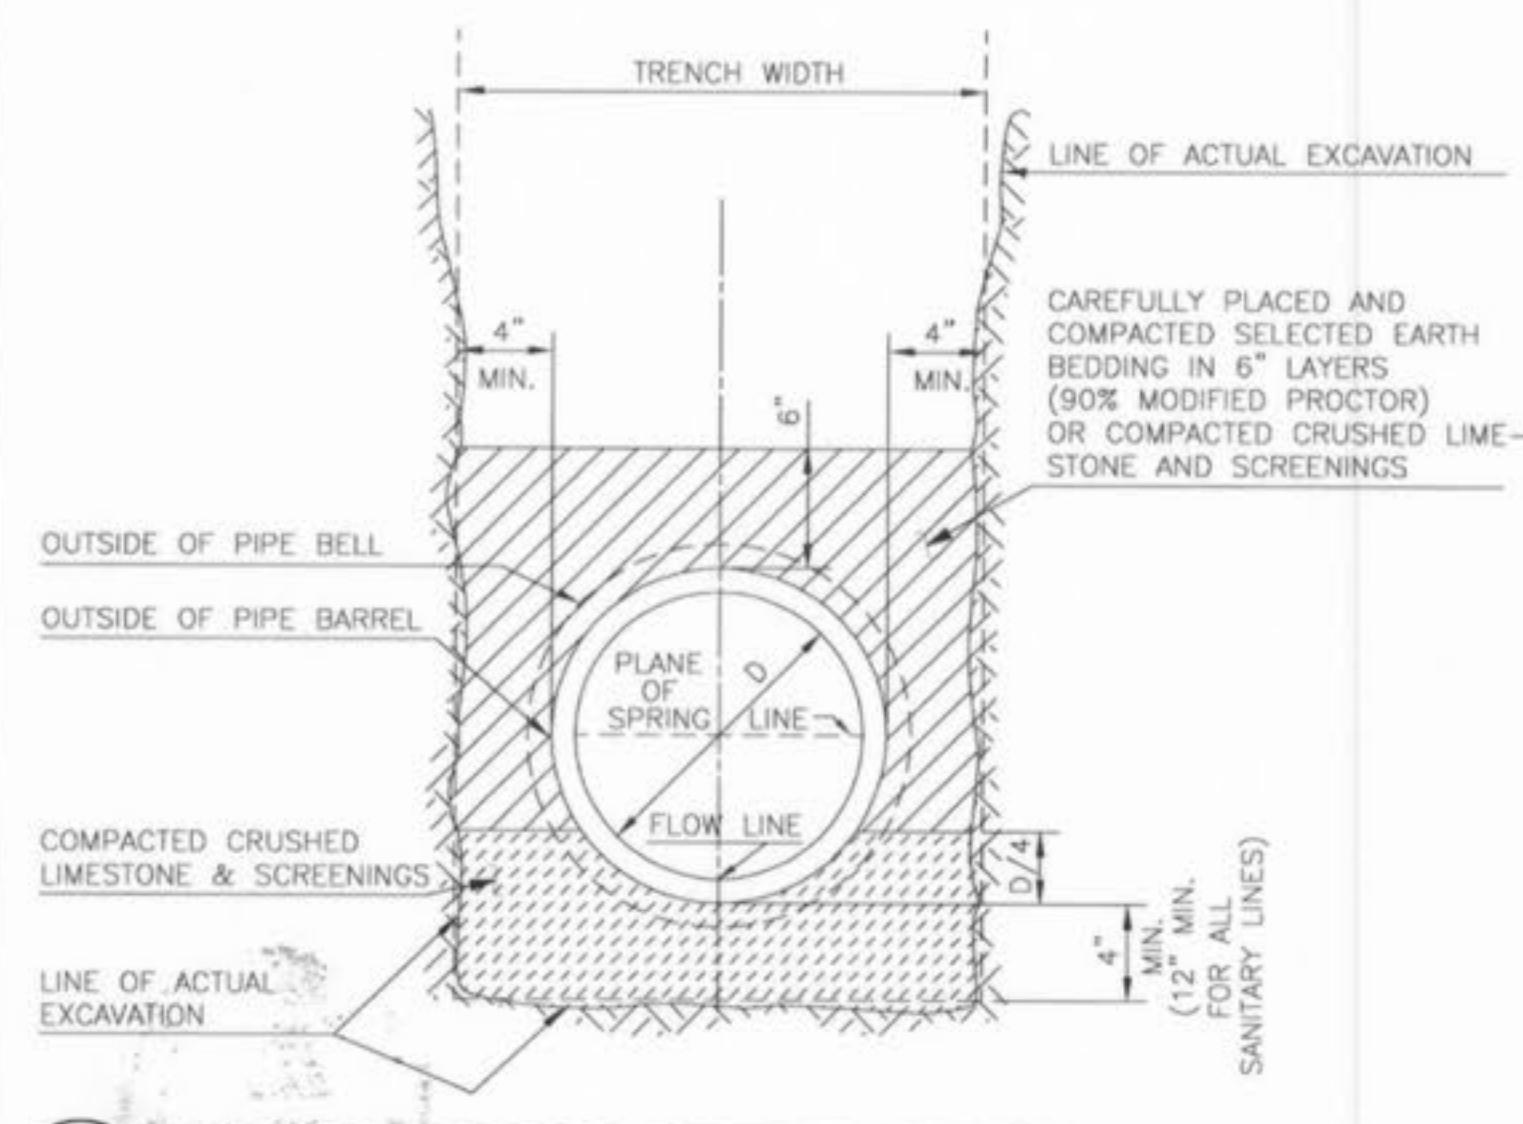 TRENCH WIDTH
LINE OF ACTUAL EXCAVATION
CAREFULLY PLACED AND
COMPACTED SELECTED EARTH
BEDDING IN 6" LAYERS
(90% MODIFIED PROCTOR)
OR COMPACTED CRUSHED LIME-
STONE AND SCREENINGS
4"
MIN.
4"
MIN.
6"
OUTSIDE OF PIPE BELL
OUTSIDE OF PIPE BARREL
PLANE
OF
SPRING LINE
D
FLOW LINE
COMPACTED CRUSHED
LIMESTONE & SCREENINGS
LINE OF ACTUAL
EXCAVATION
D/4
4"
MIN.
(12" MIN.
FOR ALL
SANITARY LINES)